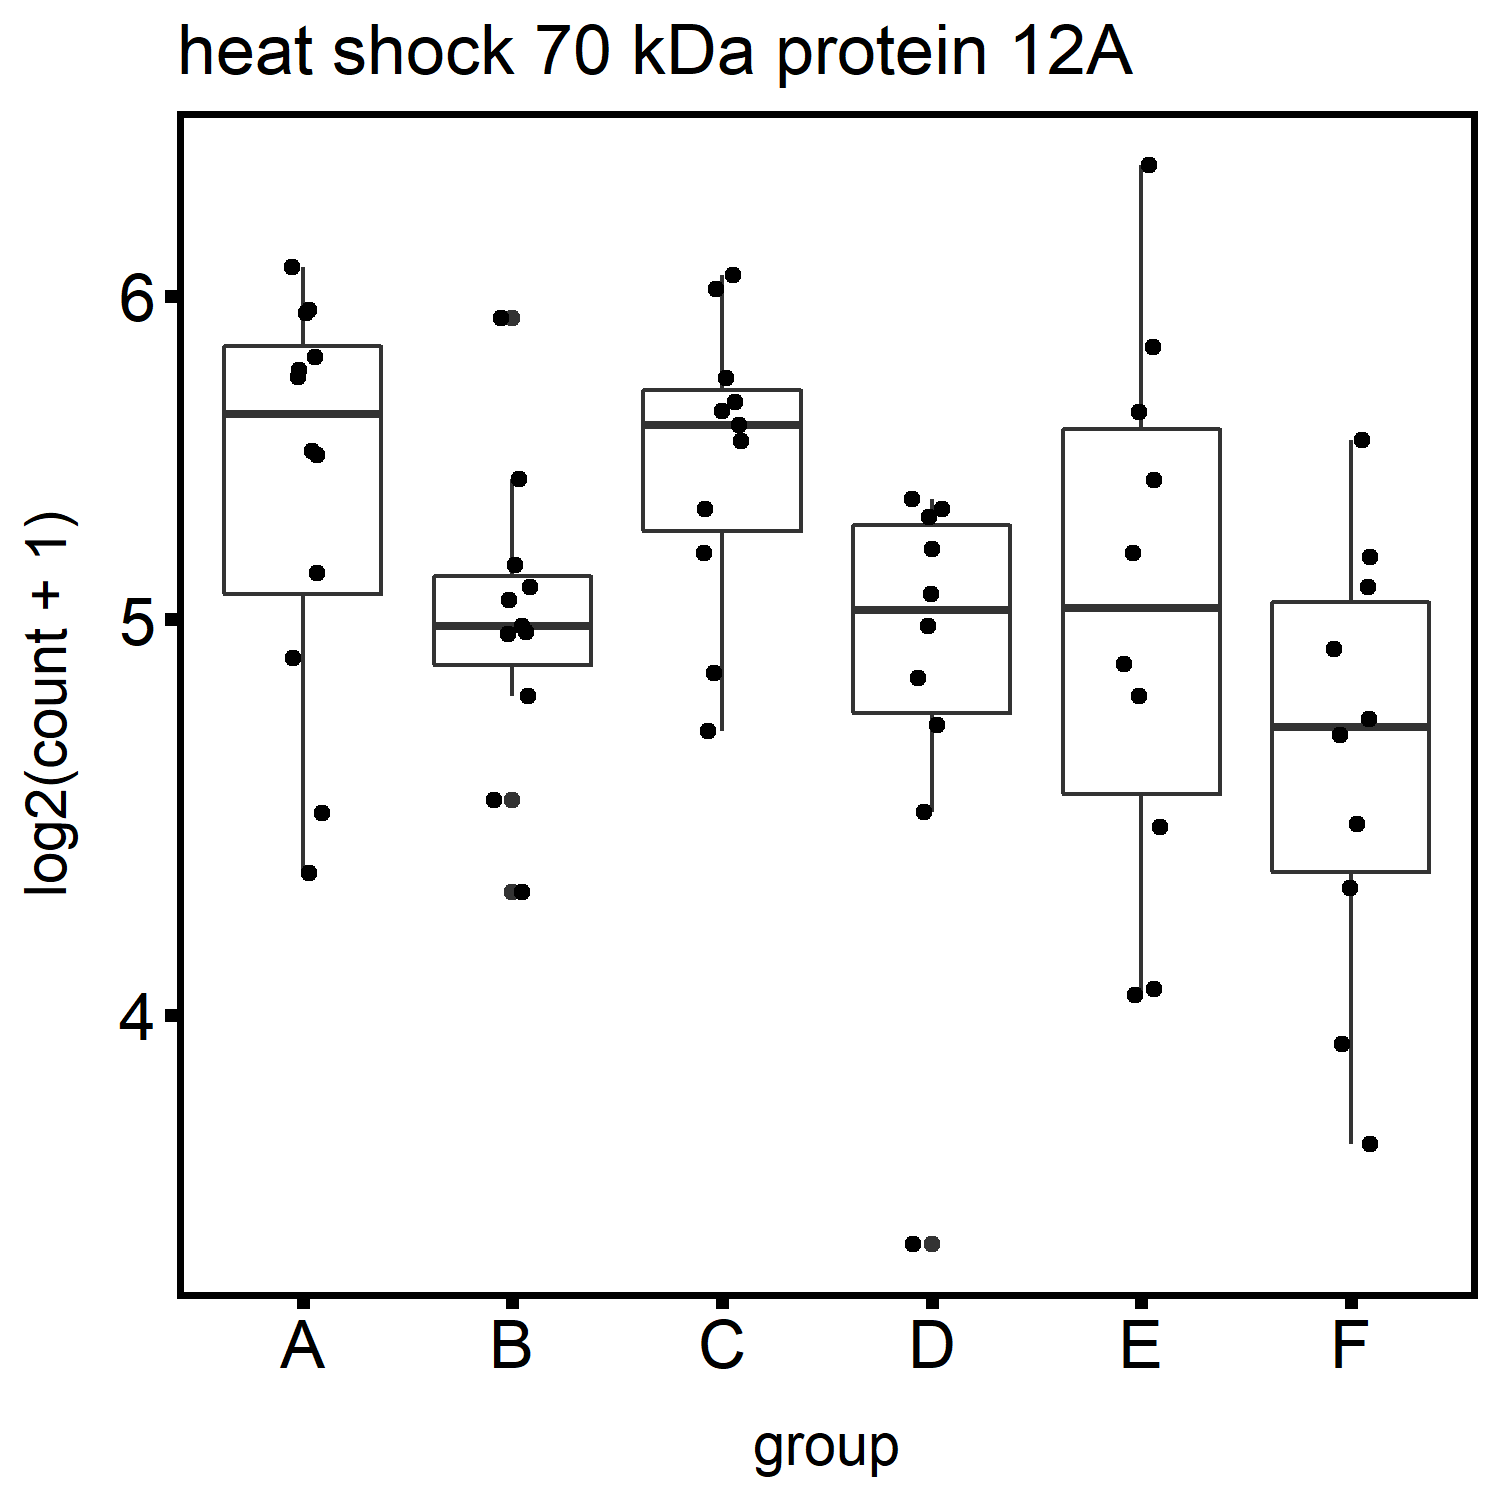 heat shock 70 kDa protein 12A
log2(count + 1)
6
5
4
A B C D E F
group